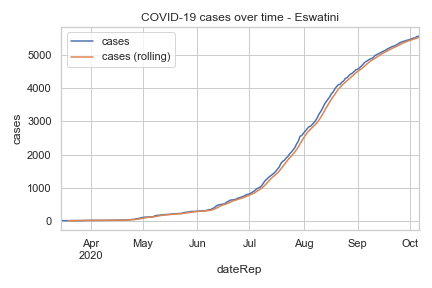 COVID-19 cases over time - Eswatini
cases
cases (rolling)
5000
4000
3000
2000
1000
0
cases
Apr
2020
May
Jun
Jul
Aug
Sep
Oct
dateRep